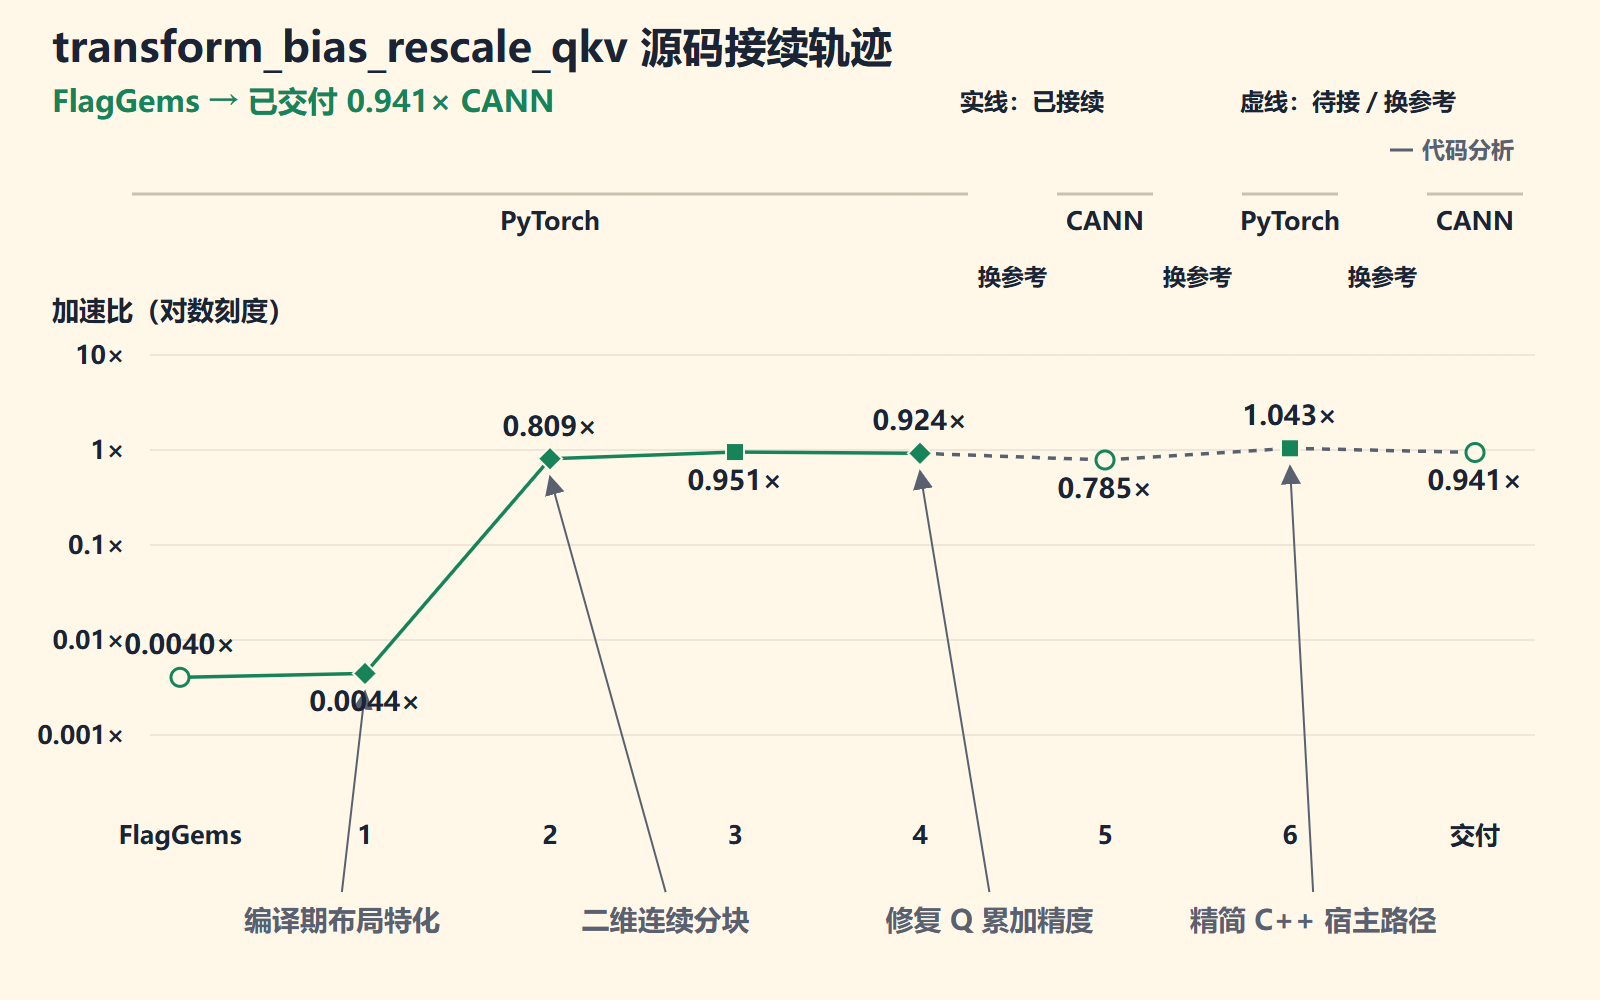 transform_bias_rescale_qkv 源码接续轨迹
FlagGems → 已交付 0.941× CANN
实线：已接续
虚线：待接 / 换参考
代码分析
PyTorch
CANN
PyTorch
CANN
换参考
换参考
换参考
加速比（对数刻度）
10×
1×
0.1×
0.01×
0.001×
0.0040×
0.0044×
0.809×
0.951×
0.924×
0.785×
1.043×
0.941×
FlagGems
1
2
3
4
5
6
交付
编译期布局特化
二维连续分块
修复 Q 累加精度
精简 C++ 宿主路径